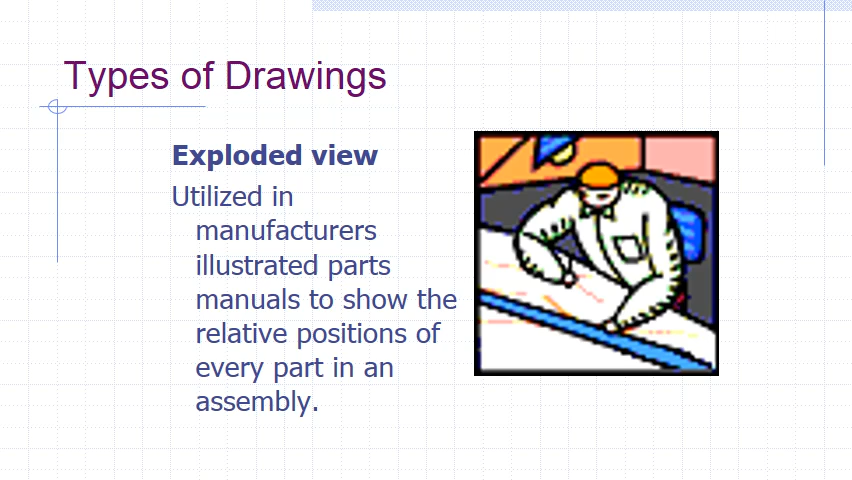 Types of Drawings
Exploded view
Utilized in
manufacturers
illustrated parts
manuals to show the
relative positions of
every part in an
assembly.